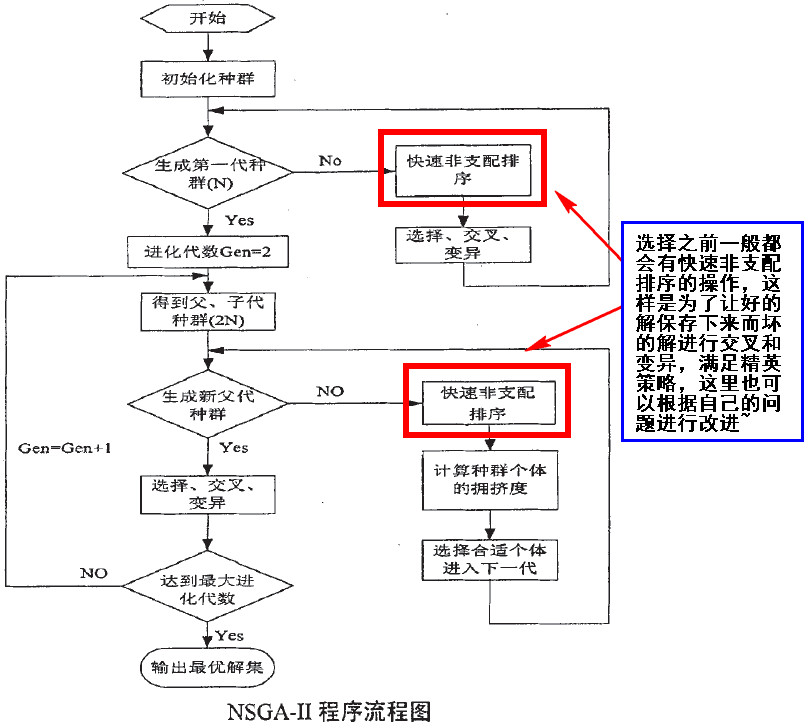 开始
初始化种群
生成第一代种
群(N)
No
快速非支配排
序
选择、交叉、
变异
Yes
进化代数Gen=2
得到父、子代
种群(2N)
生成新父代
种群
NO
快速非支配
排序
计算种群个体
的拥挤度
选择合适个体
进入下一代
Yes
Gen=Gen+1
选择、交叉、
变异
达到最大进
化代数
NO
Yes
输出最优解集
选择之前一般都
会有快速非支配
排序的操作，这
样是为了让好的
解保存下来而坏
的解进行交叉和
变异，满足精英
策略，这里也可
以根据自己的问
题进行改进~
NSGA-II 程序流程图